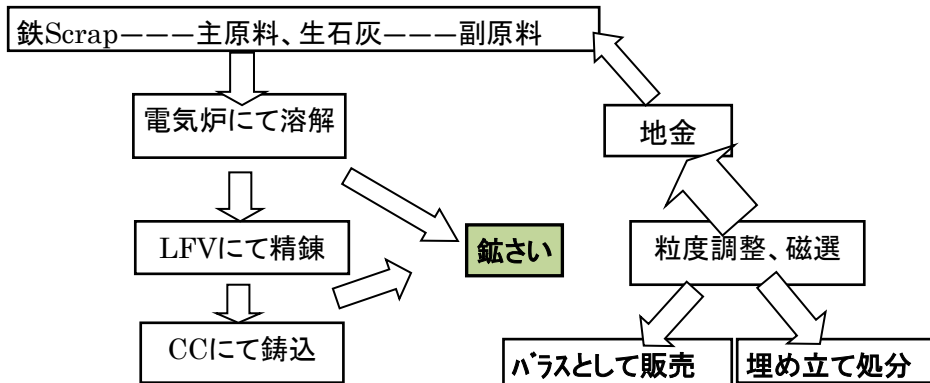 鉄Scrap―――主原料、生石灰―――副原料
電気炉にて溶解
地金
LFVにて精錬
鉱さい
粒度調整、磁選
CCにて鋳込
バラスとして販売
埋め立て処分